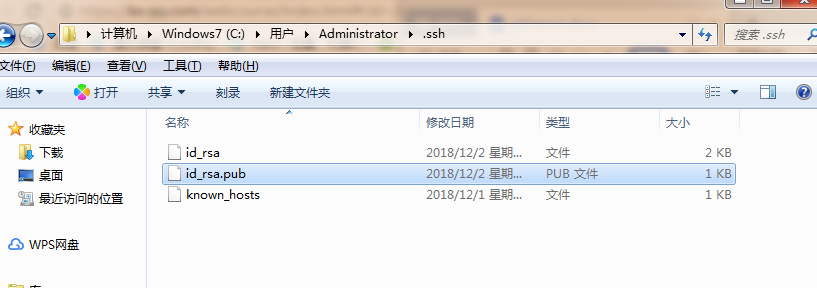 计算机 Windows7 (C:) 用户 Administrator .ssh 搜索 .ssh
文件(F) 编辑(E) 查看(V) 工具(T) 帮助(H)
组织 打开 共享 刻录 新建文件夹
名称 修改日期 类型 大小
收藏夹
下载
桌面
最近访问的位置
WPS网盘
id_rsa 2018/12/2 星期... 文件 2 KB
id_rsa.pub 2018/12/2 星期... PUB 文件 1 KB
known_hosts 2018/12/1 星期... 文件 1 KB